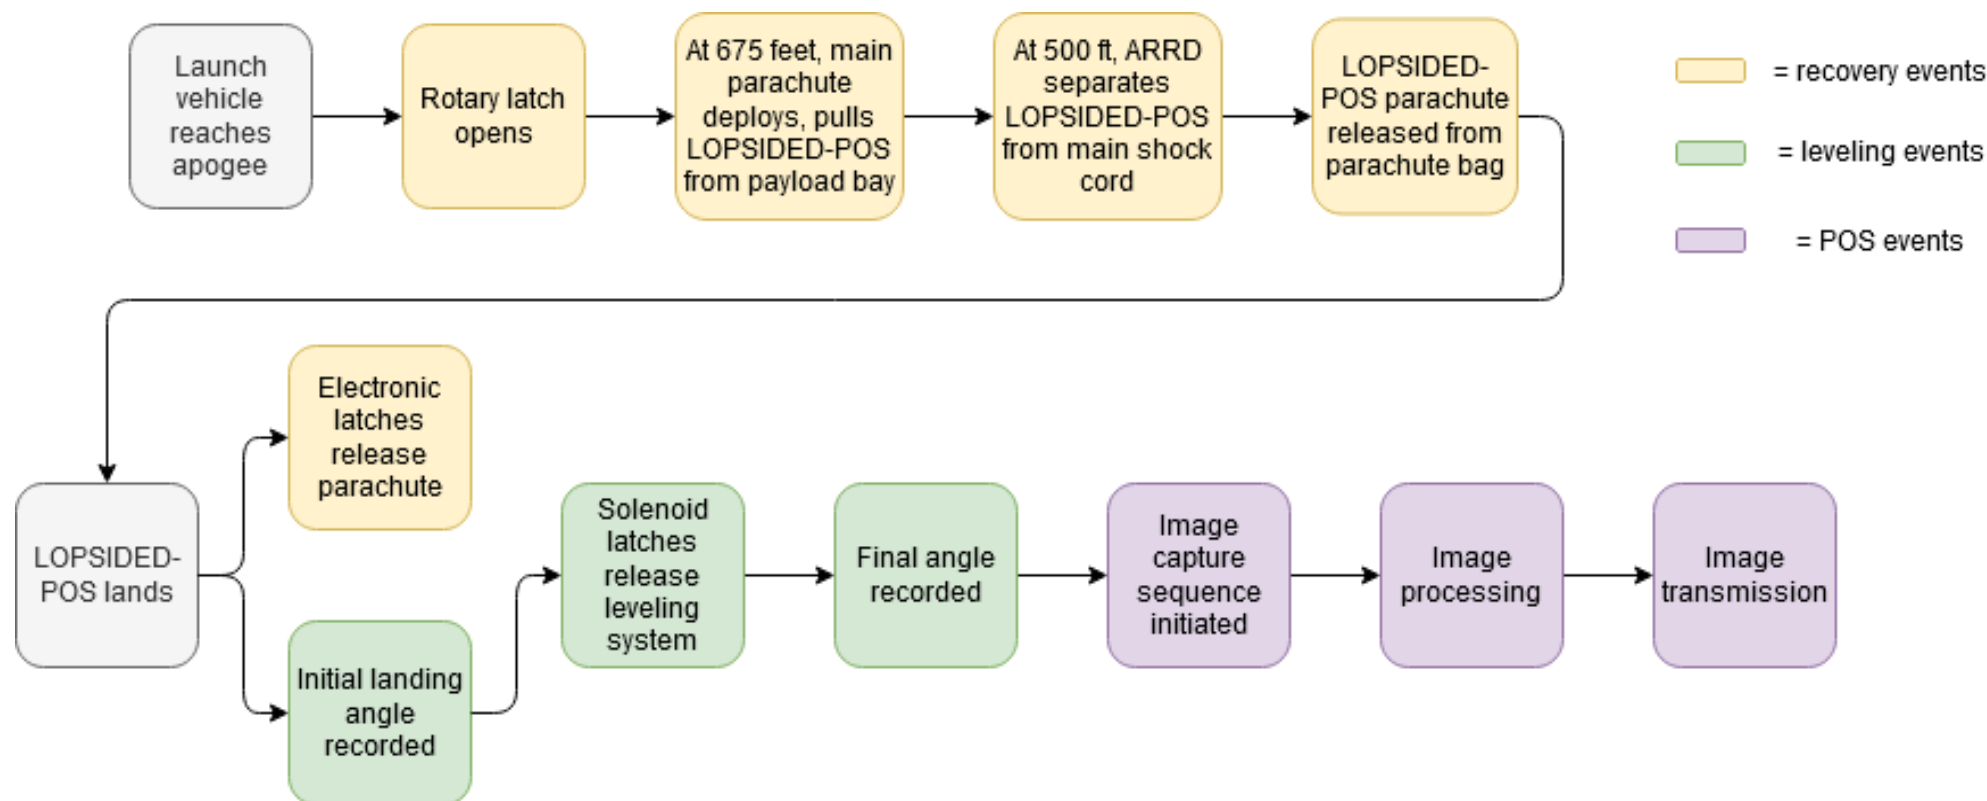 Launch
vehicle
reaches
apogee
Rotary latch
opens
At 675 feet, main
parachute
deploys, pulls
LOPSIDED-POS
from payload bay
At 500 ft, ARRD
separates
LOPSIDED-POS
from main shock
cord
LOPSIDED-
POS parachute
released from
parachute bag
= recovery events
= leveling events
= POS events
LOPSIDED-
POS lands
Electronic
latches
release
parachute
Initial landing
angle
recorded
Solenoid
latches
release
leveling
system
Final angle
recorded
Image
capture
sequence
initiated
Image
processing
Image
transmission